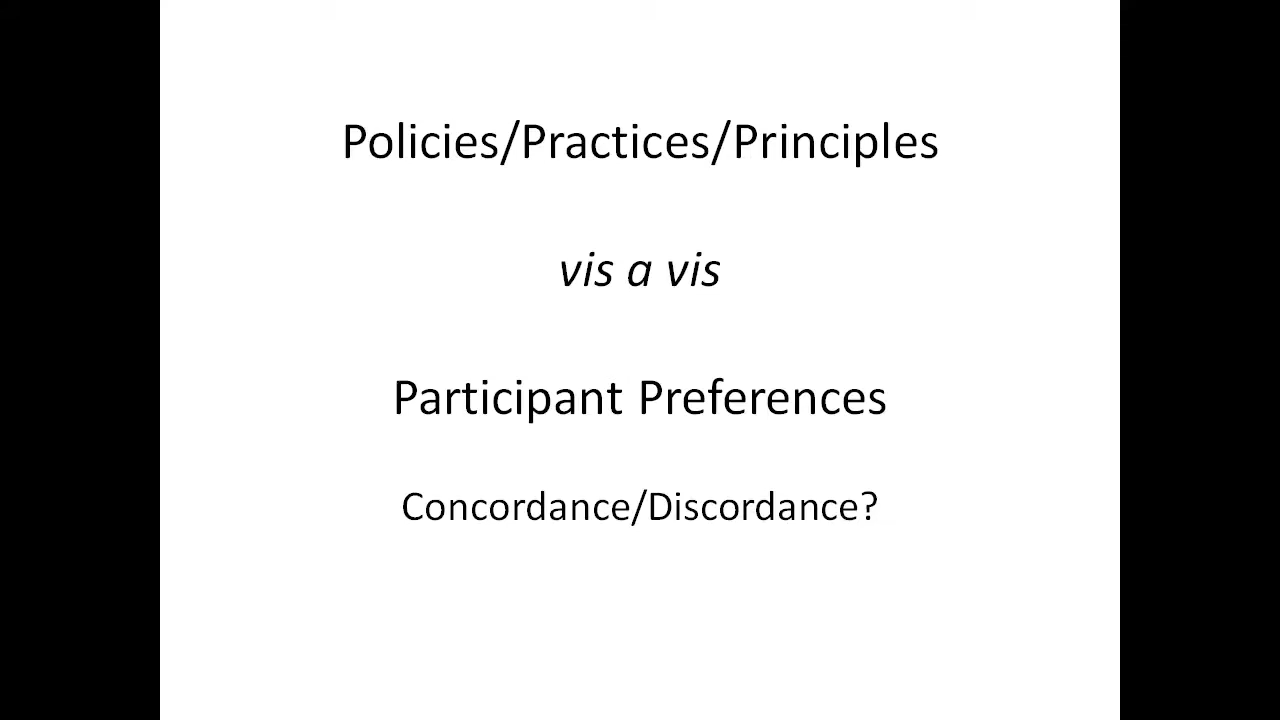 Policies/Practices/Principles
vis a vis
Participant Preferences
Concordance/Discordance?